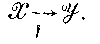 𝒳 ⇢ 𝒴.
f